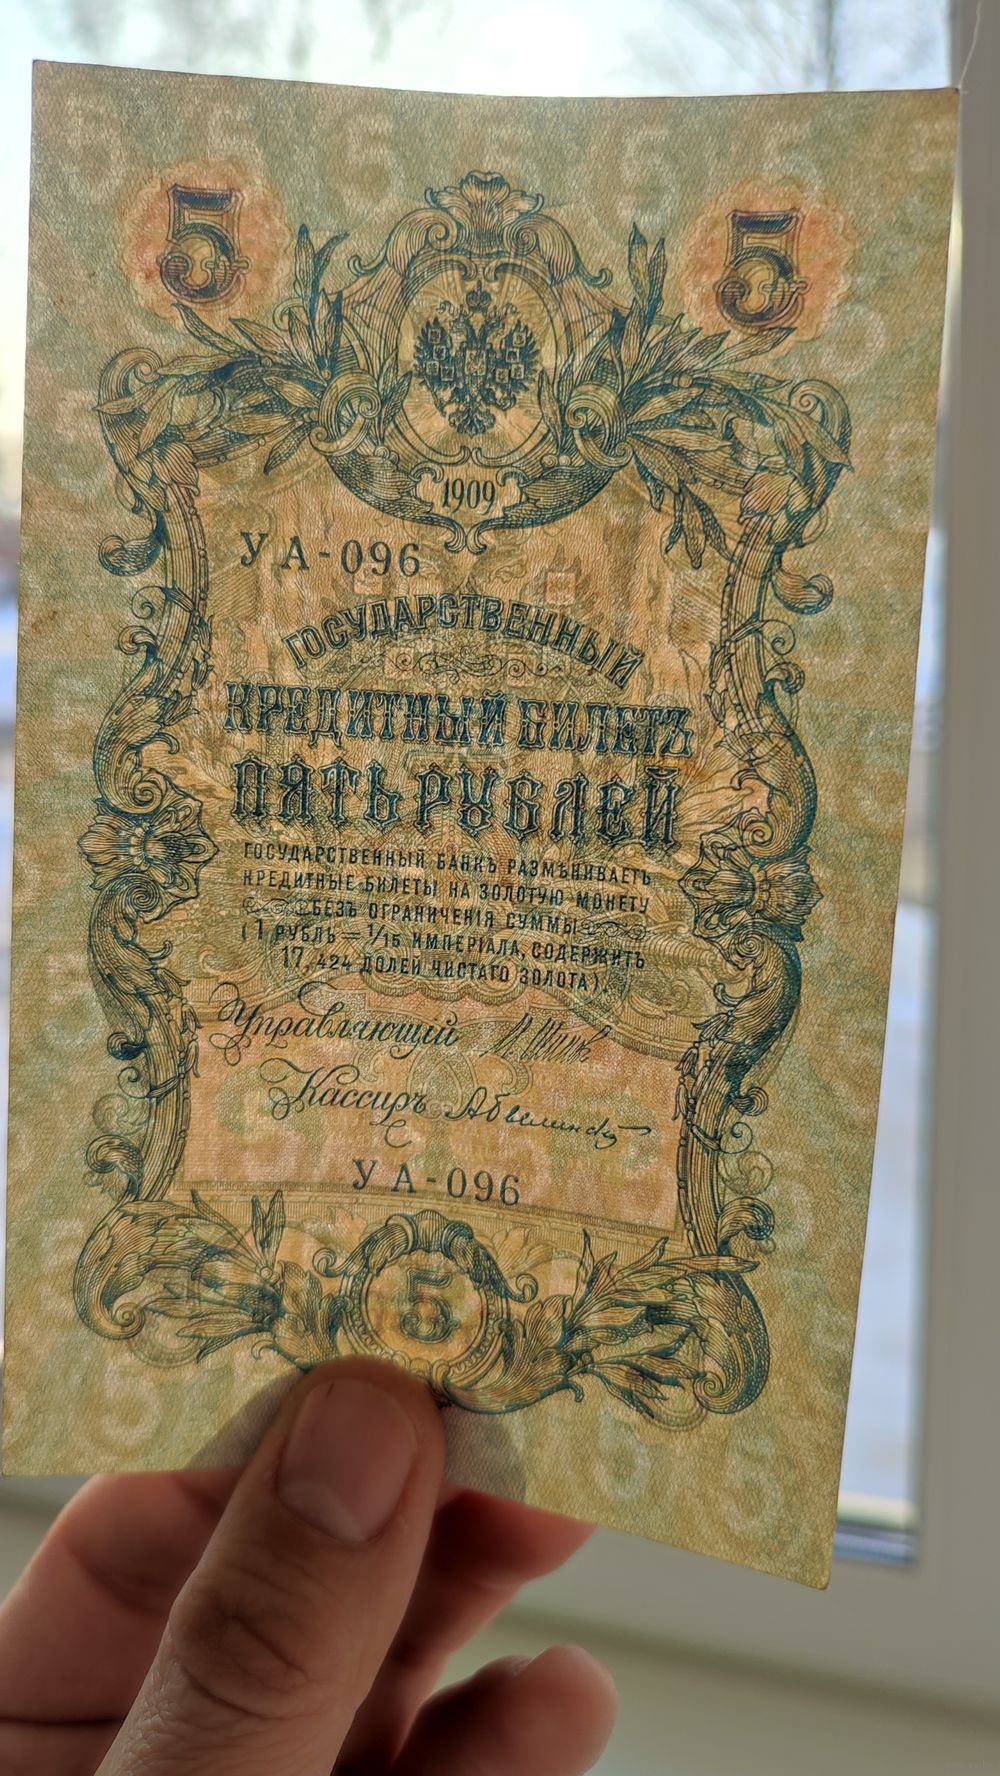 5 5
1909
УА-096
ГОСУДАРСТВЕННЫЙ
КРЕДИТНЫЙ БИЛЕТЪ
ПЯТЬ РУБЛЕЙ
ГОСУДАРСТВЕННЫЙ БАНКЪ РАЗМѢНИВАЕТЪ
КРЕДИТНЫЕ БИЛЕТЫ НА ЗОЛОТУЮ МОНЕТУ
БЕЗЪ ОГРАНИЧЕНІЯ СУММЫ
(1 РУБЛЬ = 1/15 ИМПЕРІАЛА, СОДЕРЖИТЪ
17,424 ДОЛЕЙ ЧИСТАГО ЗОЛОТА).
Управляющій
Кассиръ
УА-096
5